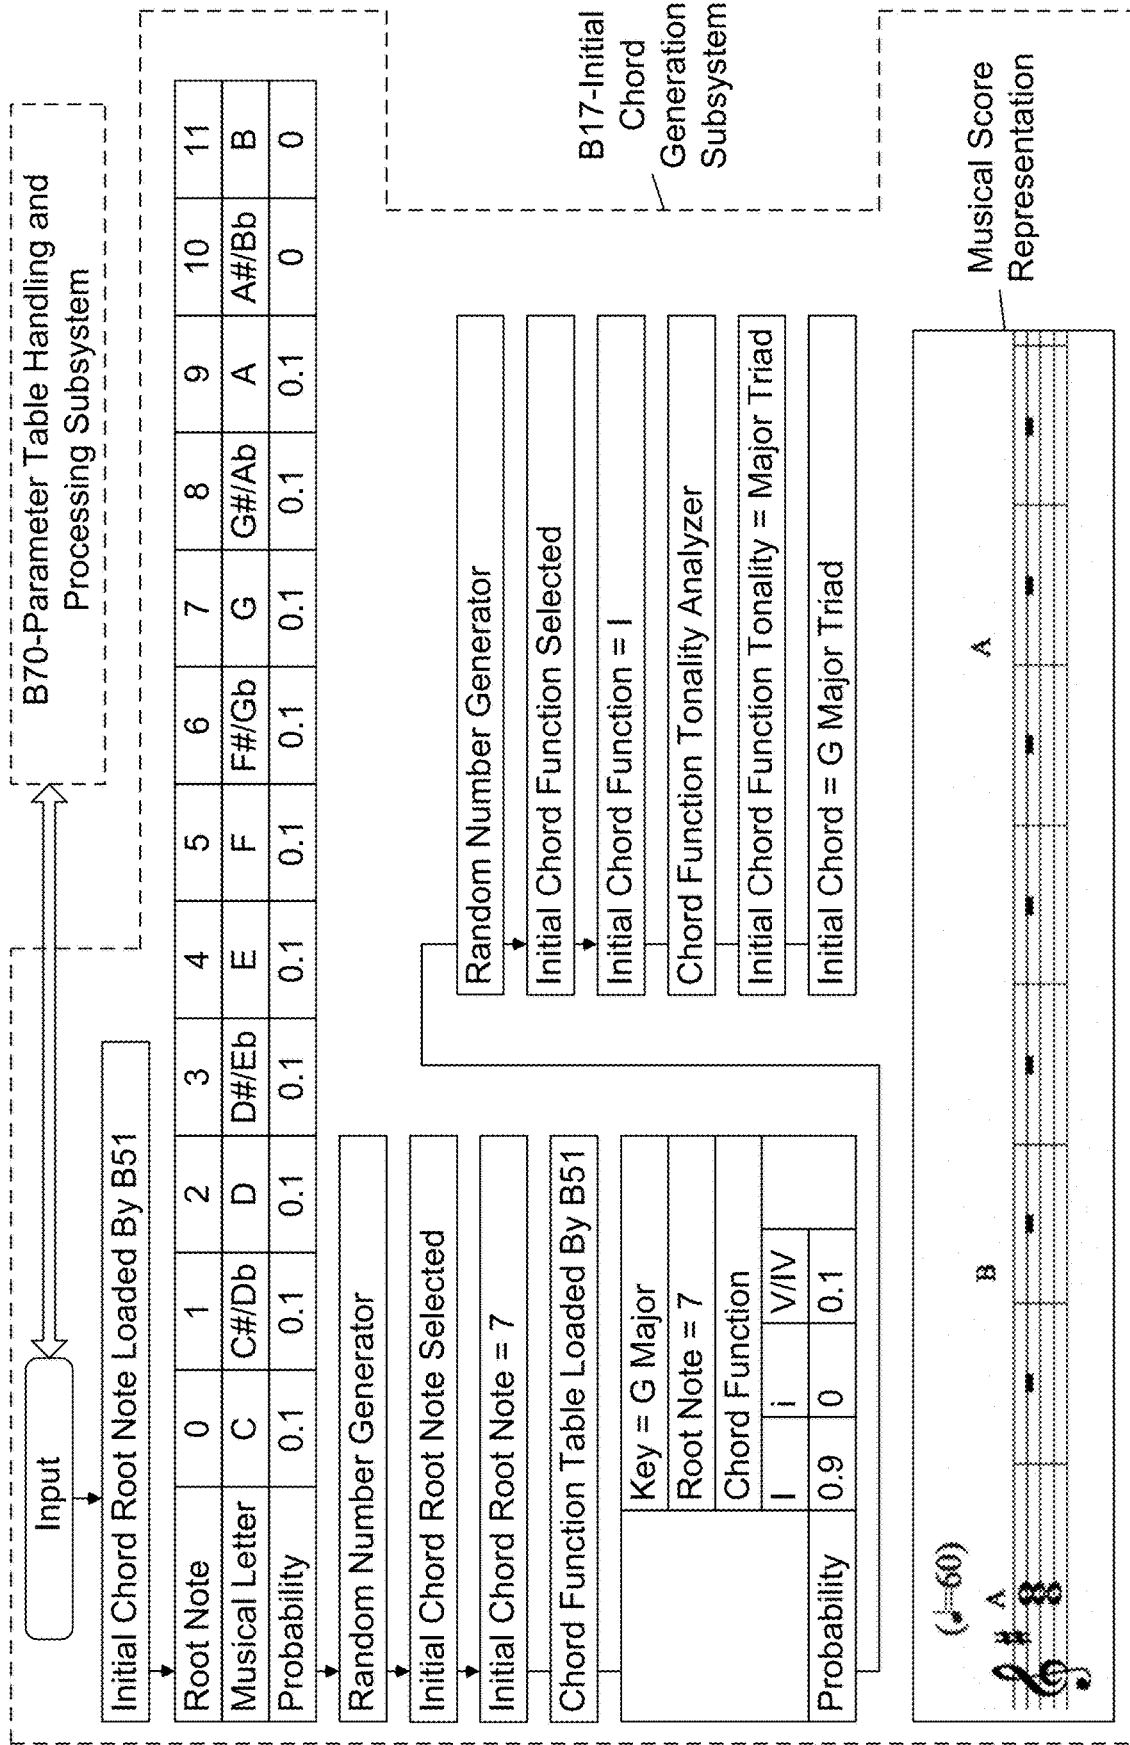 B70-Parameter Table Handling and
Processing Subsystem
Input
Initial Chord Root Note Loaded By B51
Root Note 0 1 2 3 4 5 6 7 8 9 10 11
Musical Letter C C#/Db D D#/Eb E F F#/Gb G G#/Ab A A#/Bb B
Probability 0.1 0.1 0.1 0.1 0.1 0.1 0.1 0.1 0.1 0.1 0 0
Random Number Generator
Initial Chord Root Note Selected
Initial Chord Root Note = 7
Chord Function Table Loaded By B51
Key = G Major
Root Note = 7
Chord Function
I i V/IV
Probability 0.9 0 0.1
Random Number Generator
Initial Chord Function Selected
Initial Chord Function = I
Chord Function Tonality Analyzer
Initial Chord Function Tonality = Major Triad
Initial Chord = G Major Triad
B17-Initial
Chord
Generation
Subsystem
Musical Score
Representation
(♩.=60)
A B A